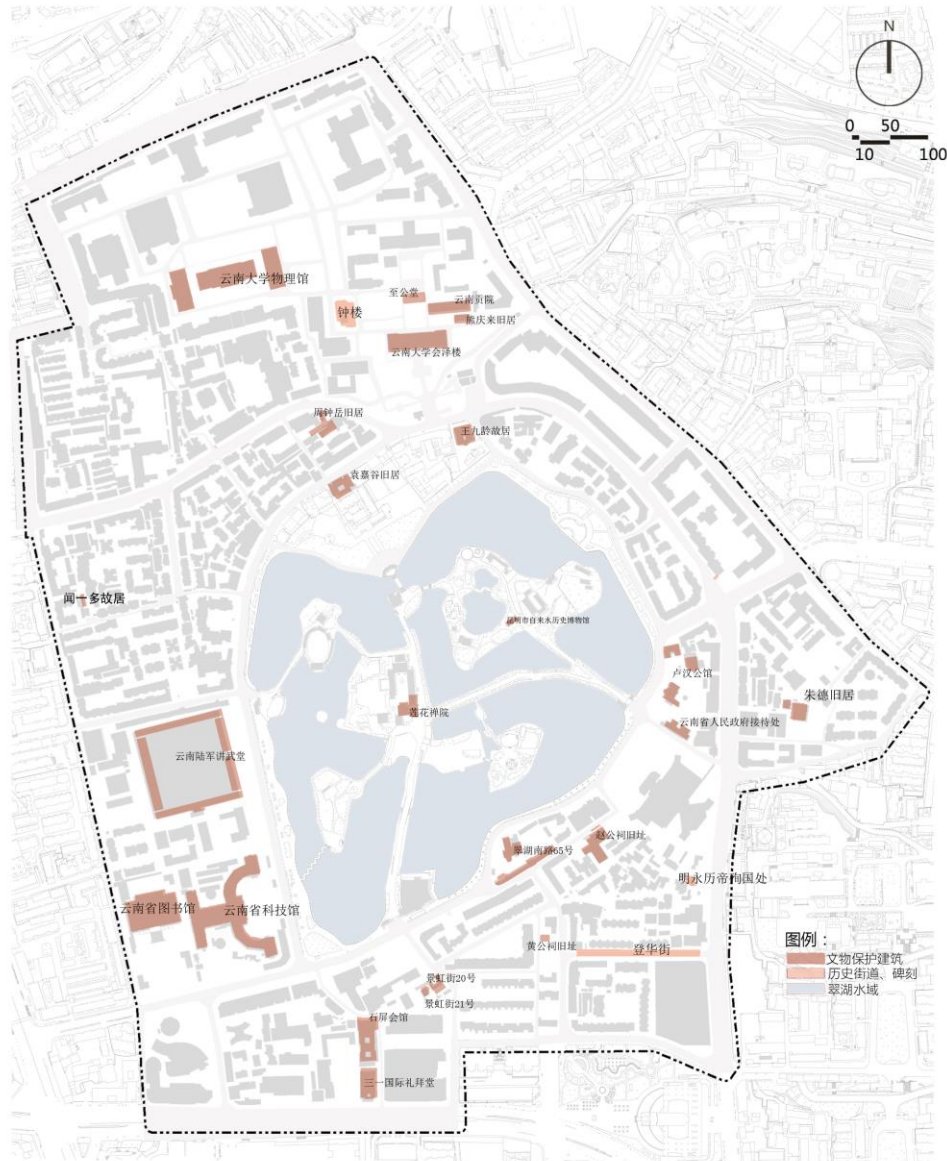 N
0 50
10 100
云南大学物理馆
至公堂
云南贡院
钟楼
熊庆来旧居
云南大学会泽楼
周钟岳旧居
王九龄故居
袁嘉谷旧居
闻一多故居
昆明市自来水历史博物馆
卢汉公馆
朱德旧居
莲花禅院
云南省人民政府接待处
云南陆军讲武堂
赵公祠旧址
翠湖南路65号
明永历帝殉国处
云南省图书馆
云南省科技馆
黄公祠旧址
登华街
图例：
文物保护建筑
历史街道、碑刻
翠湖水域
景虹街20号
景虹街21号
石屏会馆
三一国际礼拜堂